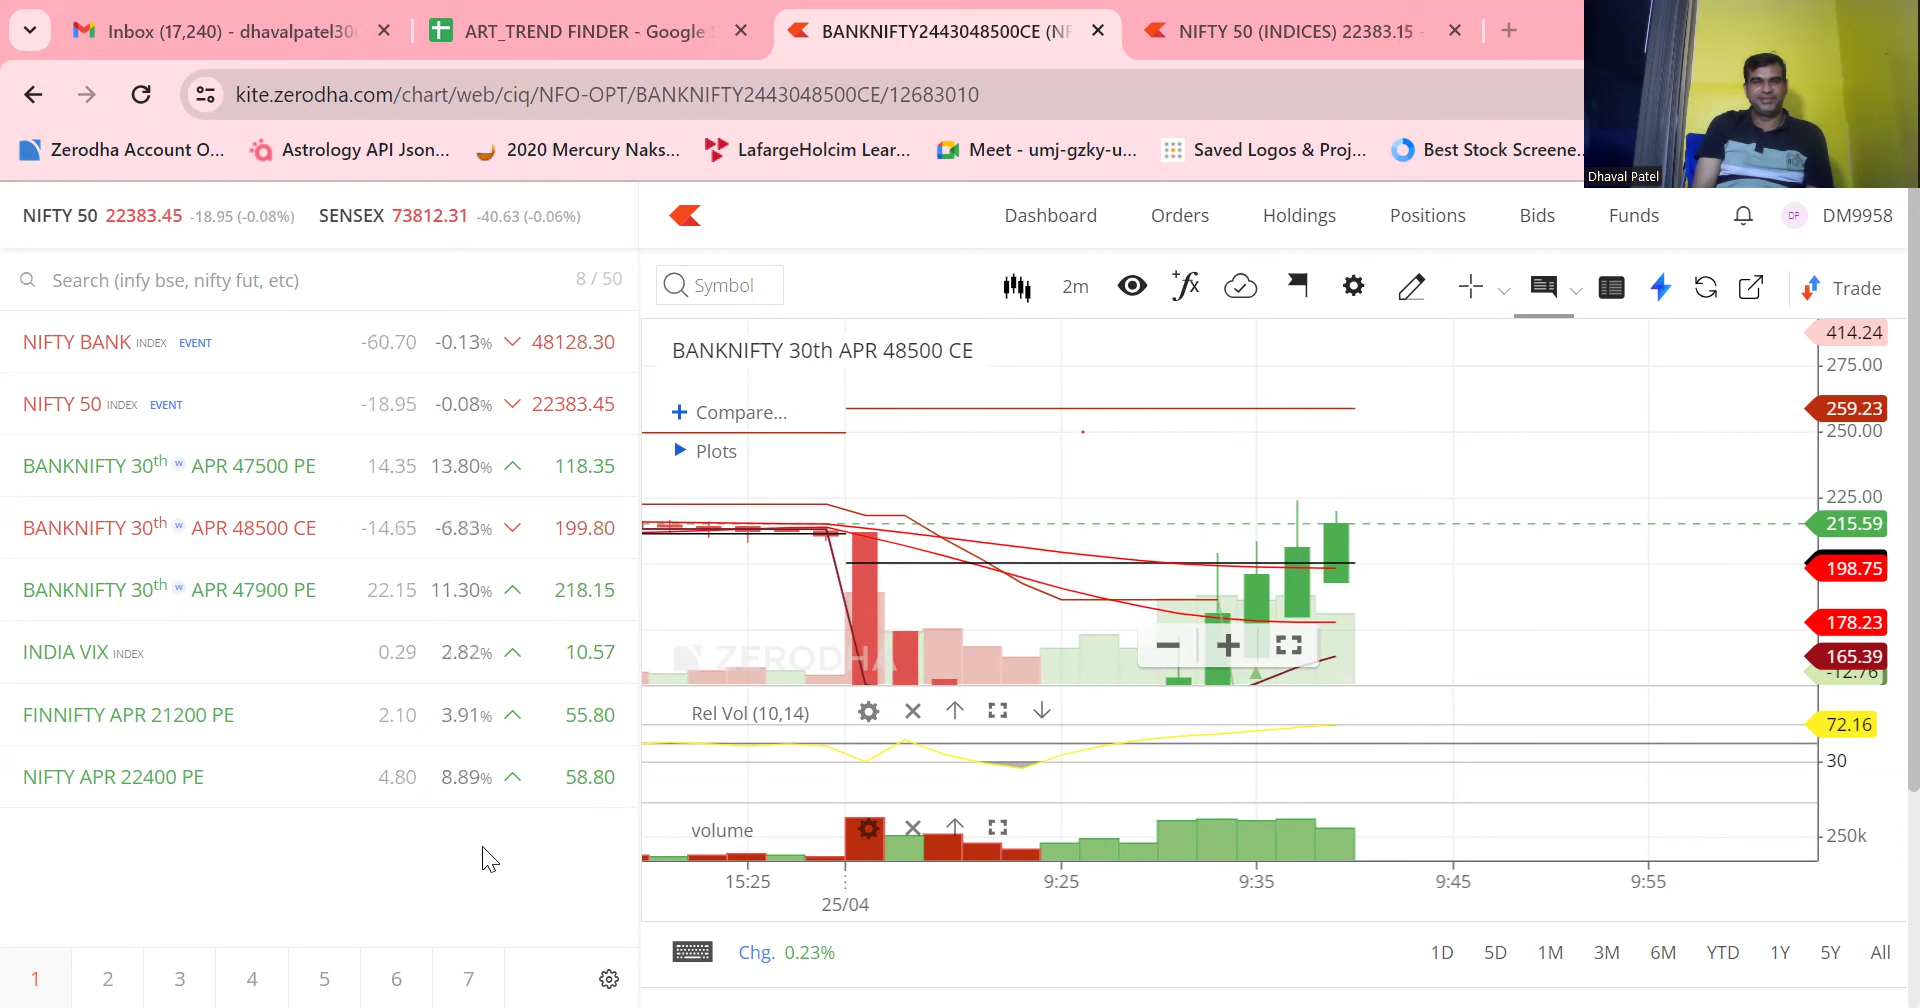 Inbox (17,240) - dhavalpatel30
ART_TREND FINDER - Google S
BANKNIFTY2443048500CE (NF
NIFTY 50 (INDICES) 22383.15 -
kite.zerodha.com/chart/web/ciq/NFO-OPT/BANKNIFTY2443048500CE/12683010
Zerodha Account O...
Astrology API Json...
2020 Mercury Naks...
LafargeHolcim Lear...
Meet - umj-gzky-u...
Saved Logos & Proj...
Best Stock Screene...
Dhaval Patel
NIFTY 50 22383.45 -18.95 (-0.08%) SENSEX 73812.31 -40.63 (-0.06%)
Dashboard Orders Holdings Positions Bids Funds DP DM9958
Search (infy bse, nifty fut, etc) 8 / 50
NIFTY BANK INDEX EVENT -60.70 -0.13% 48128.30
NIFTY 50 INDEX EVENT -18.95 -0.08% 22383.45
BANKNIFTY 30th w APR 47500 PE 14.35 13.80% 118.35
BANKNIFTY 30th w APR 48500 CE -14.65 -6.83% 199.80
BANKNIFTY 30th w APR 47900 PE 22.15 11.30% 218.15
INDIA VIX INDEX 0.29 2.82% 10.57
FINNIFTY APR 21200 PE 2.10 3.91% 55.80
NIFTY APR 22400 PE 4.80 8.89% 58.80
1 2 3 4 5 6 7
Symbol 2m Trade
BANKNIFTY 30th APR 48500 CE
Compare...
Plots
414.24
275.00
259.23
250.00
225.00
215.59
198.75
178.23
165.39
-12.76
ZERODHA
Rel Vol (10,14)
72.16
30
volume
250k
15:25 9:25 9:35 9:45 9:55
25/04
Chg. 0.23%
1D 5D 1M 3M 6M YTD 1Y 5Y All